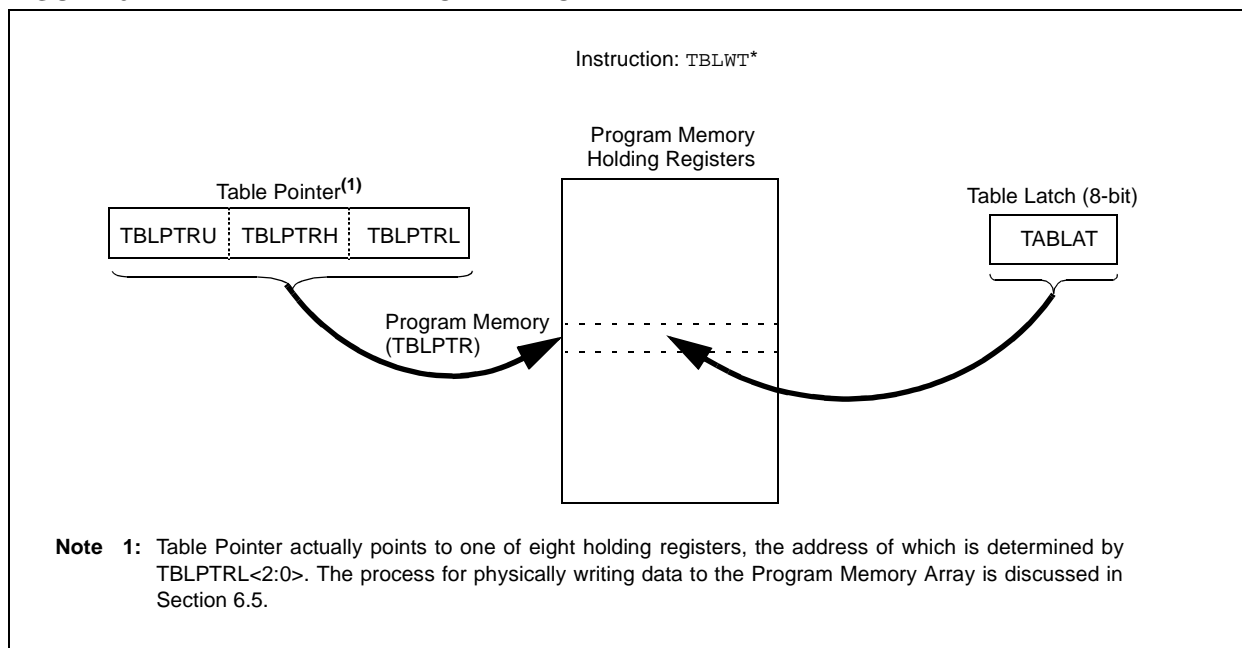 Instruction: TBLWT*
Program Memory
Holding Registers
Table Pointer(1)
Table Latch (8-bit)
TBLPTRU TBLPTRH TBLPTRL
TABLAT
Program Memory
(TBLPTR)
Note 1: Table Pointer actually points to one of eight holding registers, the address of which is determined by
TBLPTRL<2:0>. The process for physically writing data to the Program Memory Array is discussed in
Section 6.5.